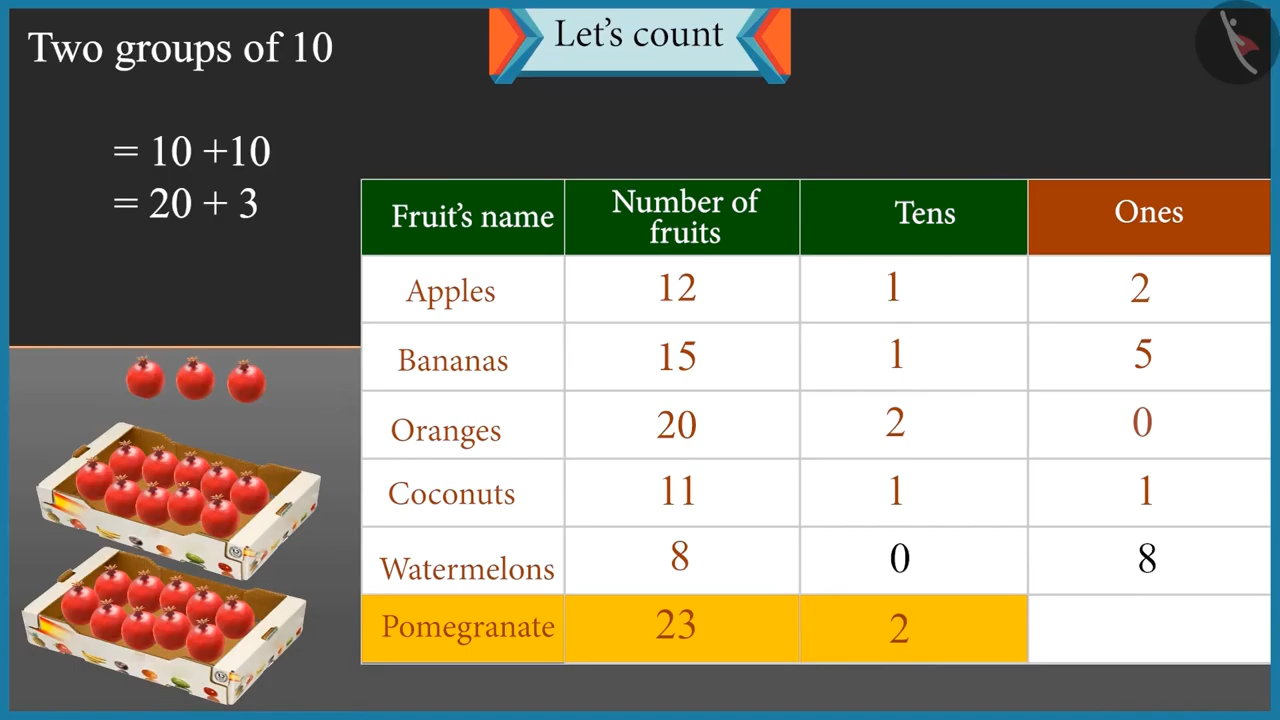 Let's count
Two groups of 10
= 10 +10
= 20 + 3
Fruit's name Number of fruits Tens Ones
Apples 12 1 2
Bananas 15 1 5
Oranges 20 2 0
Coconuts 11 1 1
Watermelons 8 0 8
Pomegranate 23 2